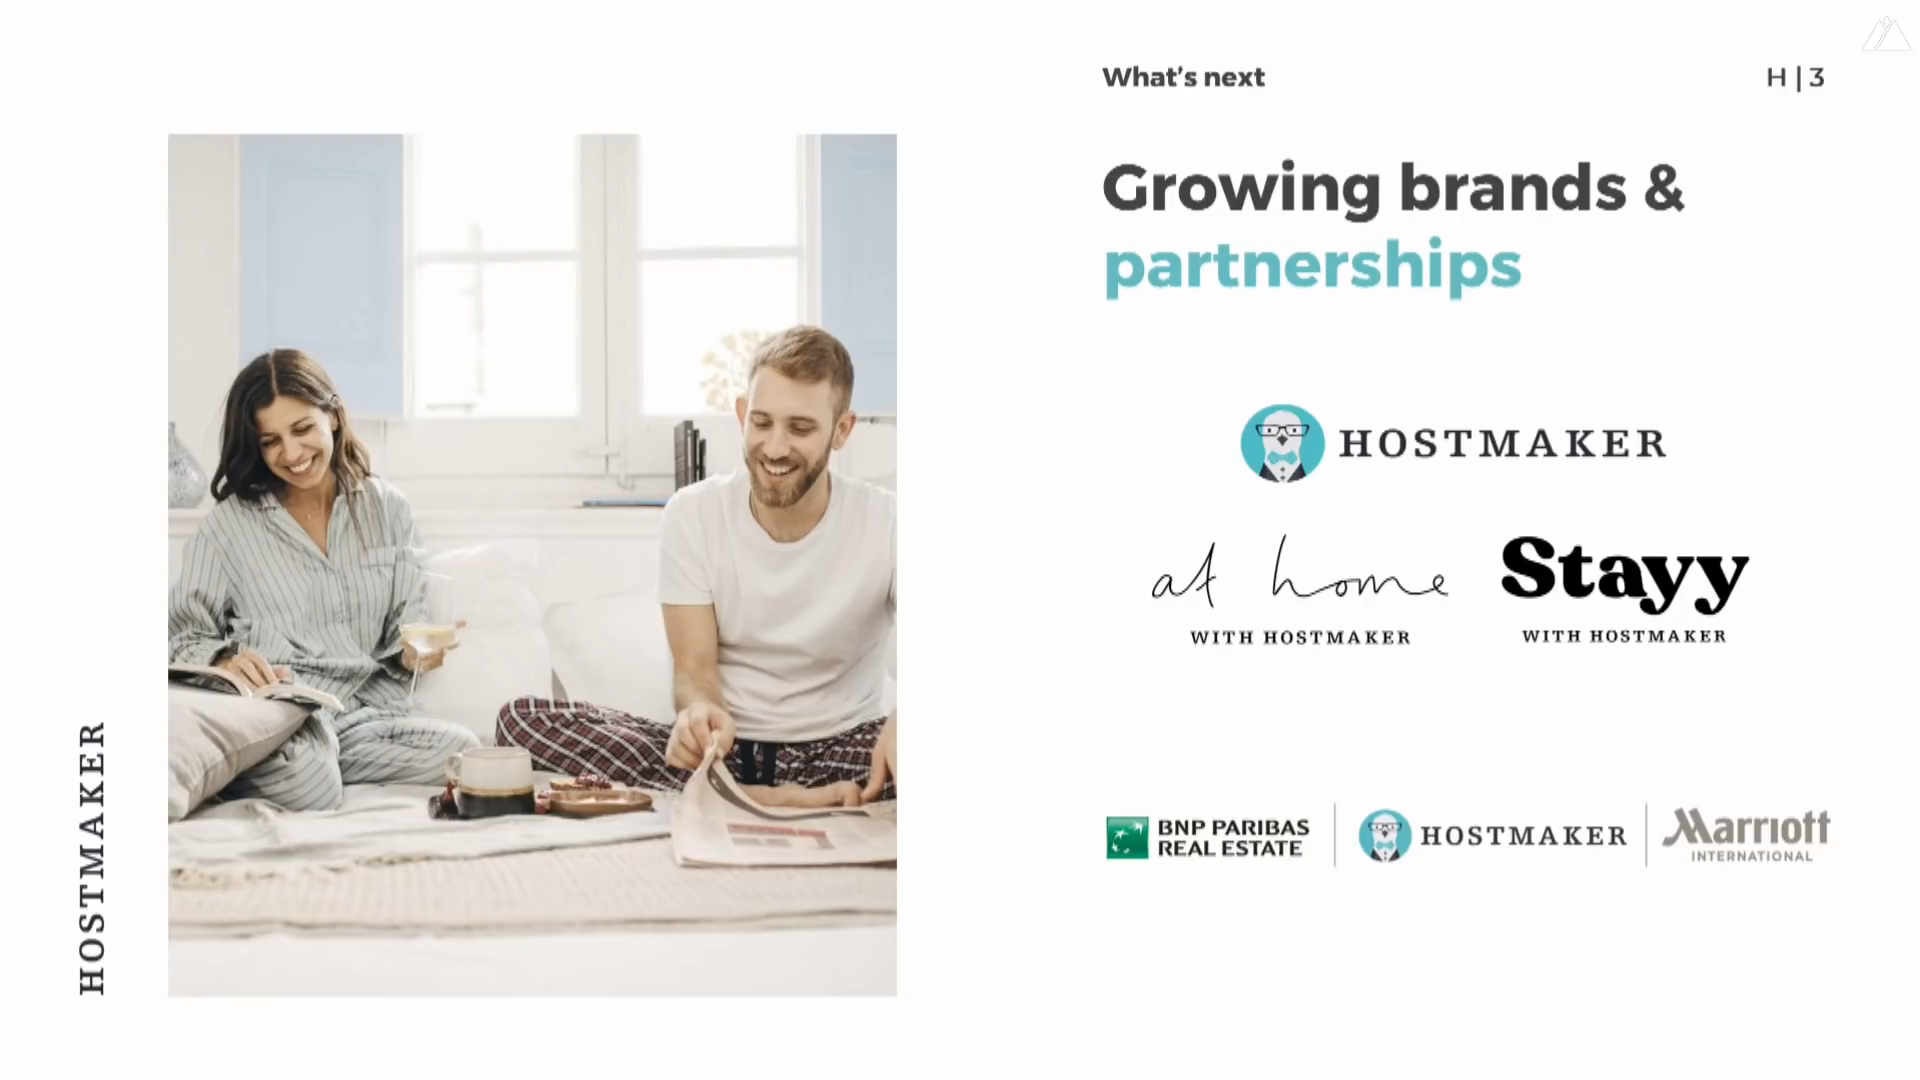 What's next
H | 3
Growing brands &
partnerships
HOSTMAKER
at home
WITH HOSTMAKER
Stayy
WITH HOSTMAKER
BNP PARIBAS
REAL ESTATE
HOSTMAKER
Marriott
INTERNATIONAL
HOSTMAKER